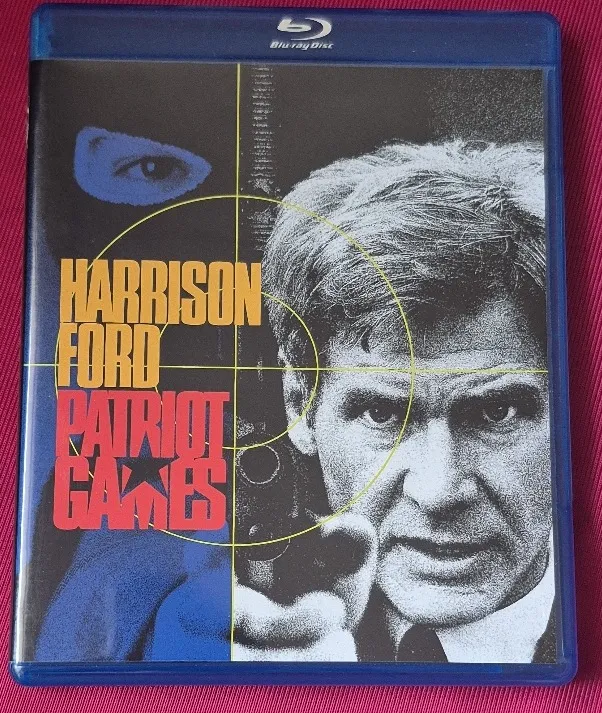 Blu-ray Disc
HARRISON
FORD
PATRIOT
GAMES